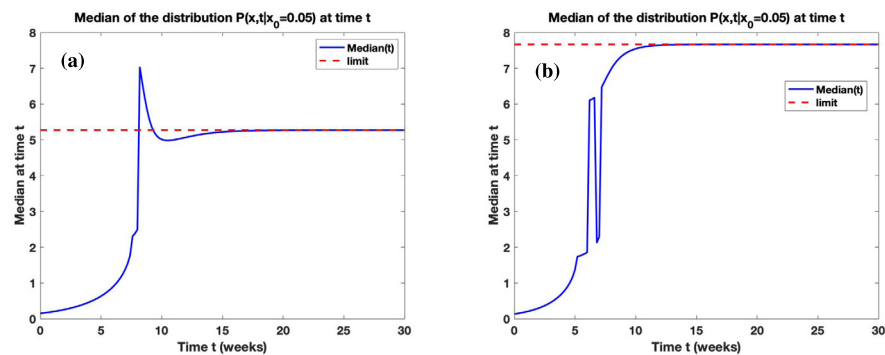 Median of the distribution P(x,t|x0=0.05) at time t
(a)
Median(t)
limit
8
7
6
5
4
3
2
1
0
Median at time t
0
5
10
15
20
25
30
Time t (weeks)
Median of the distribution P(x,t|x0=0.05) at time t
(b)
Median(t)
limit
8
7
6
5
4
3
2
1
0
Median at time t
0
5
10
15
20
25
30
Time t (weeks)